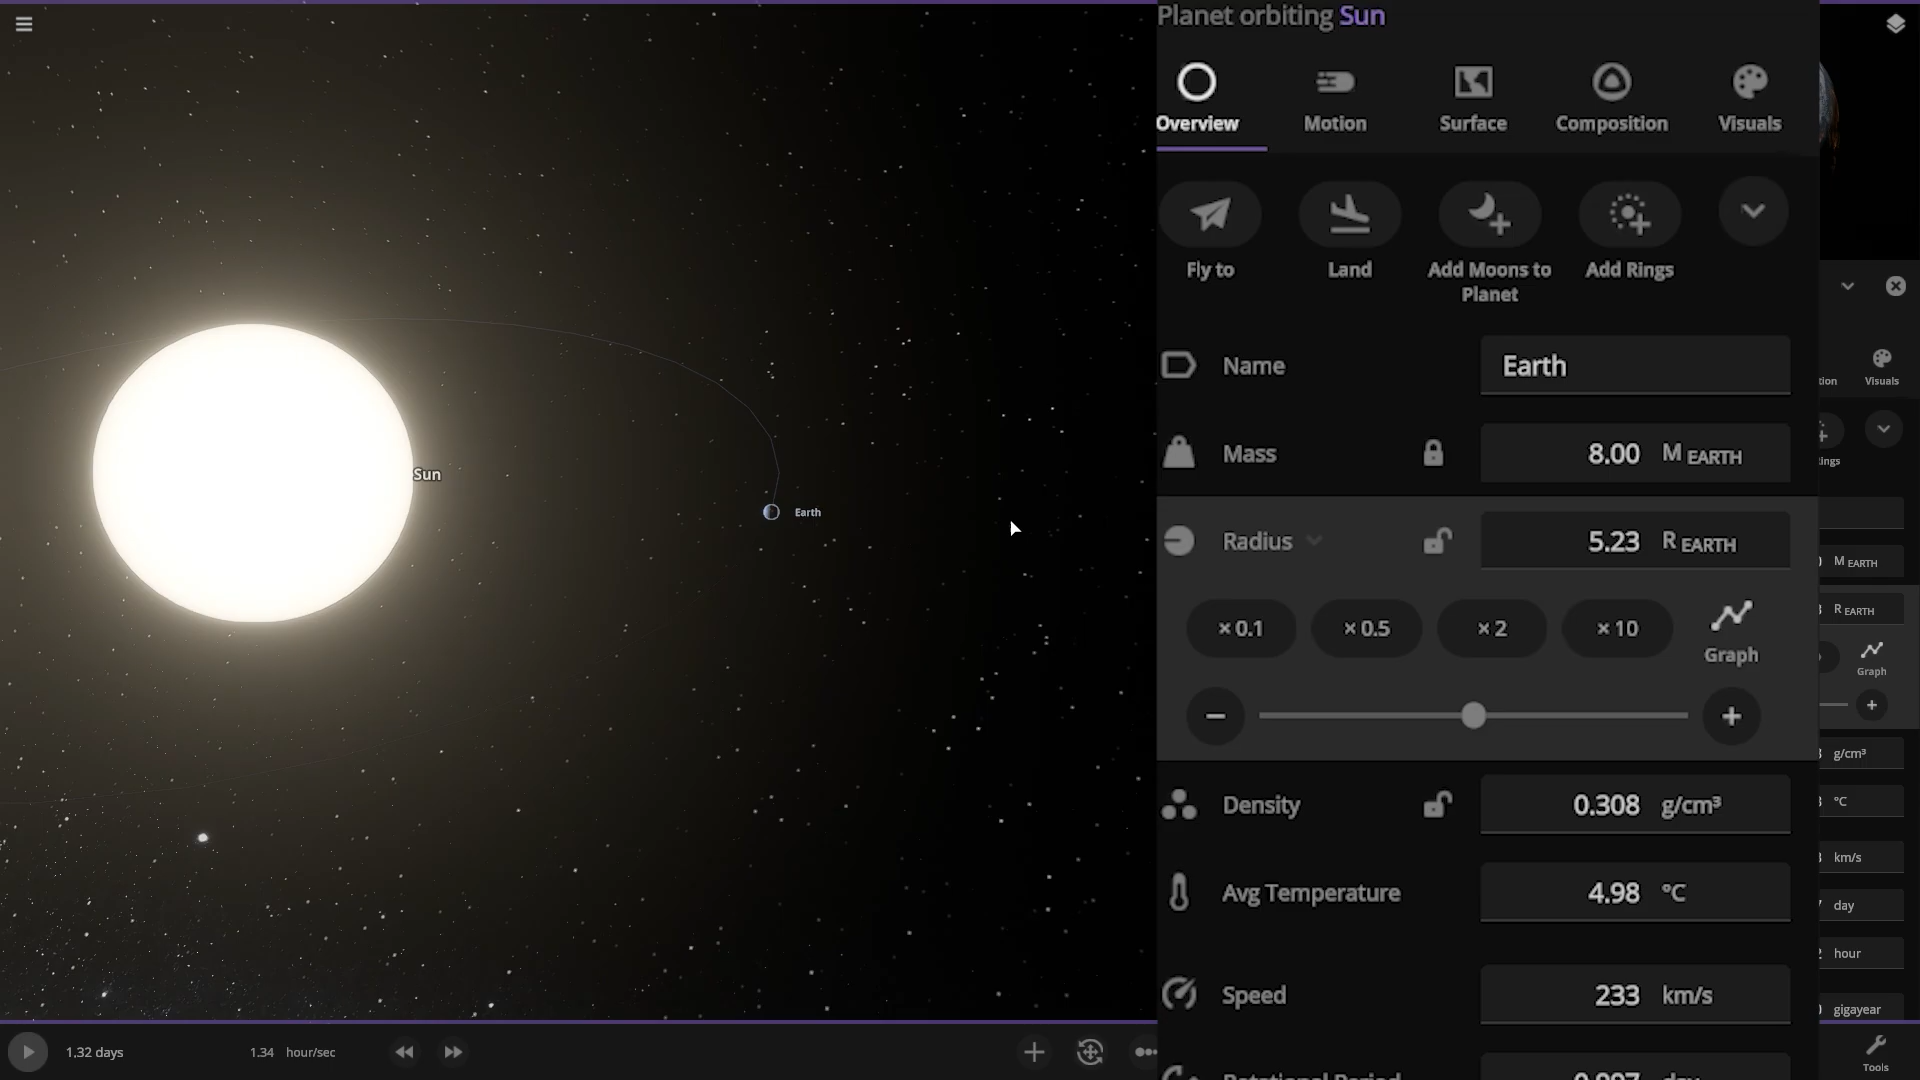 Planet orbiting Sun
Overview
Motion
Surface
Composition
Visuals
Fly to
Land
Add Moons to
Planet
Add Rings
Name
Earth
Mass
8.00 M EARTH
Radius
5.23 R EARTH
× 0.1
× 0.5
× 2
× 10
Graph
Density
0.308 g/cm³
Avg Temperature
4.98 °C
Speed
233 km/s
Sun
Earth
Visuals
M EARTH
R EARTH
Graph
g/cm³
°C
km/s
day
hour
gigayear
Tools
1.32 days
1.34 hour/sec